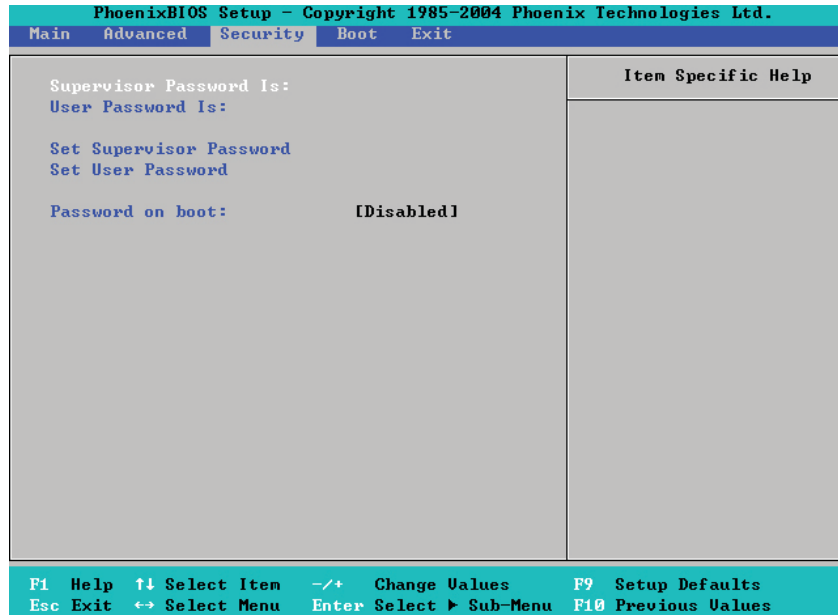 PhoenixBIOS Setup - Copyright 1985-2004 Phoenix Technologies Ltd.
Main Advanced Security Boot Exit
Supervisor Password Is:
User Password Is:
Set Supervisor Password
Set User Password
Password on boot: [Disabled]
Item Specific Help
F1 Help ↑↓ Select Item -/+ Change Values F9 Setup Defaults
Esc Exit ←→ Select Menu Enter Select ▶ Sub-Menu F10 Previous Values